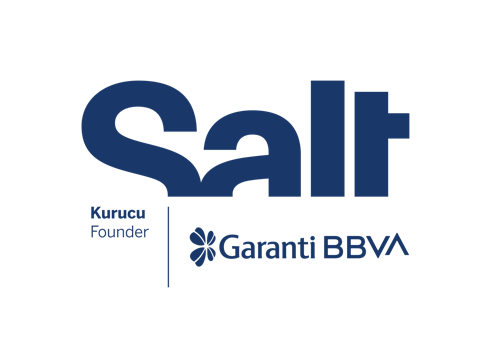 Salt
Kurucu
Founder
Garanti BBVA